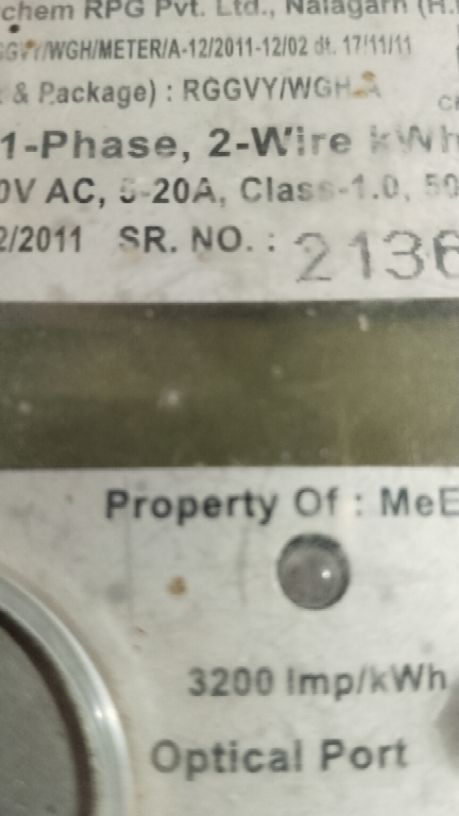 chem RPG Pvt. Ltd., Nalagarh (H.
GGVY/WGH/METER/A-12/2011-12/02 dt. 17/11/11
& Package) : RGGVY/WGH-A
1-Phase, 2-Wire kWh
0V AC, 5-20A, Class-1.0, 50
2/2011 SR. NO. : 2136
Property Of : MeE
3200 Imp/kWh
Optical Port